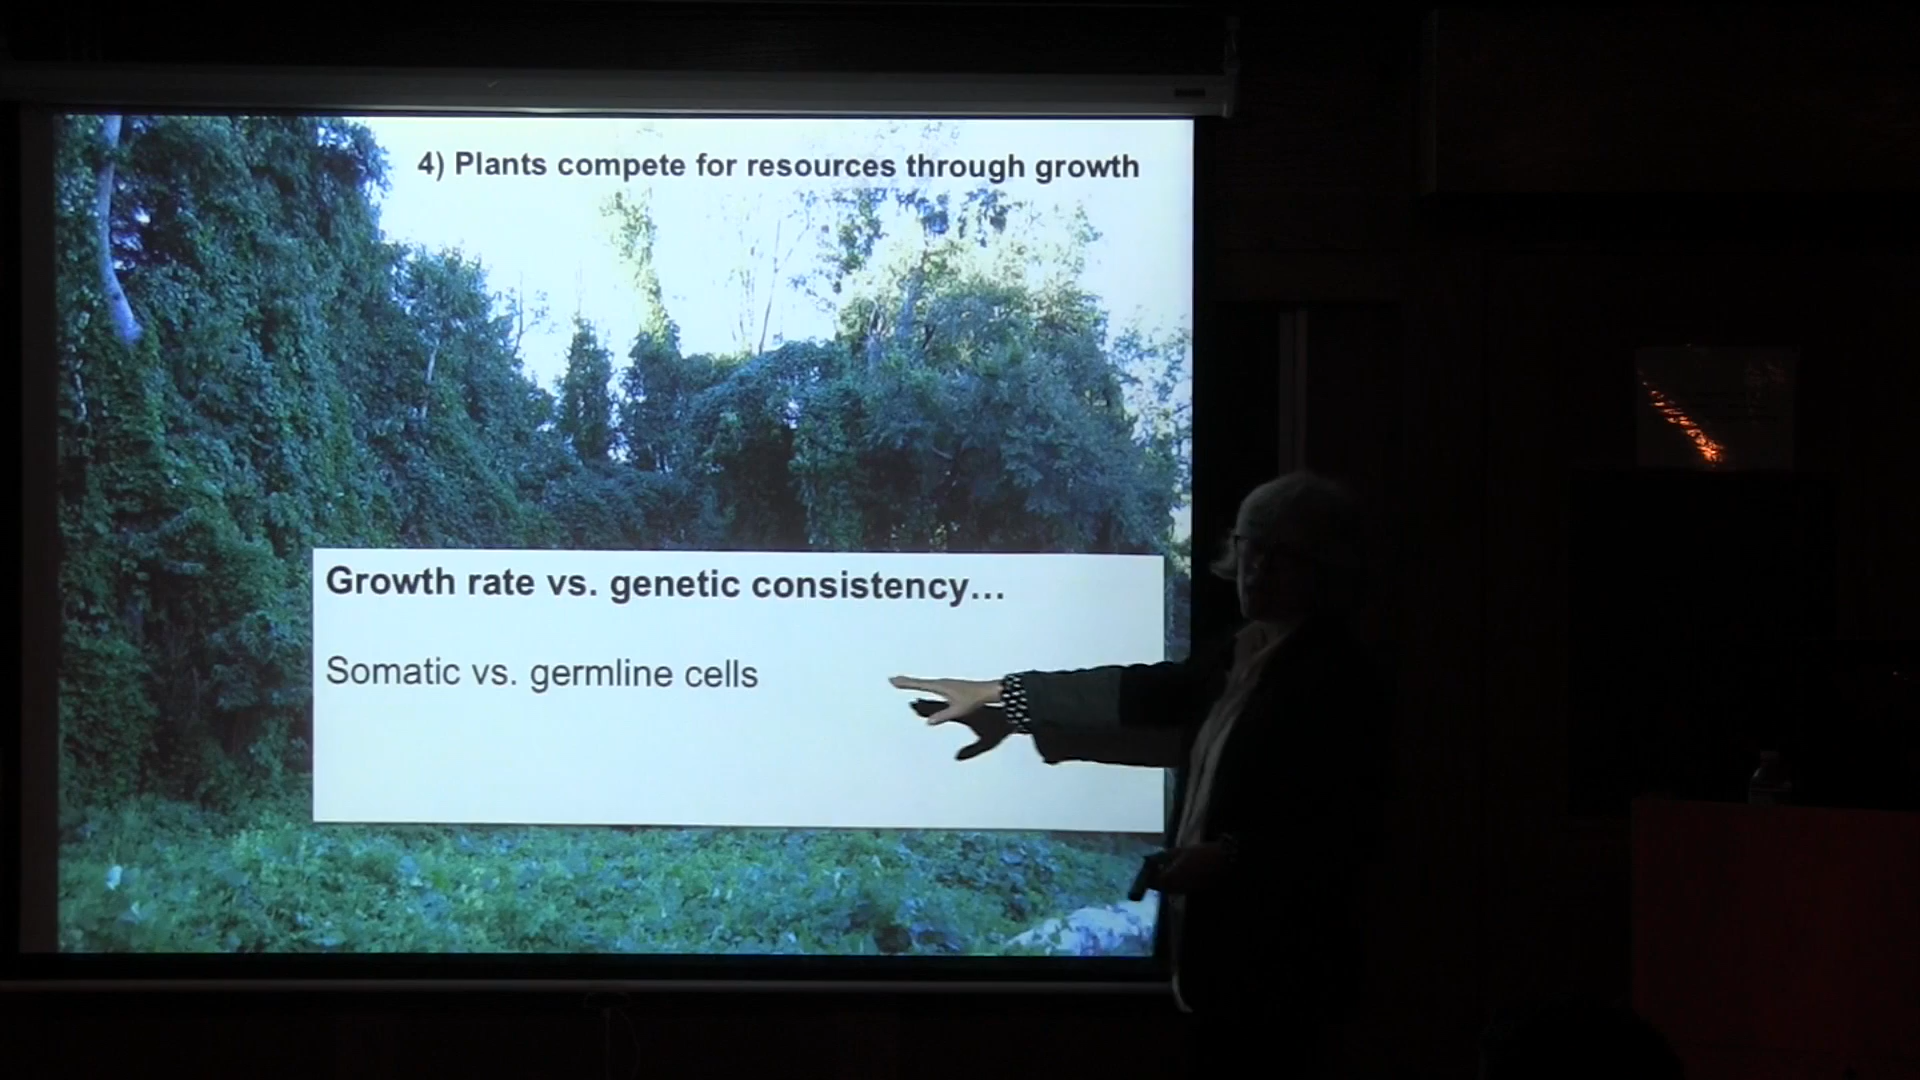 4) Plants compete for resources through growth
Growth rate vs. genetic consistency…
Somatic vs. germline cells